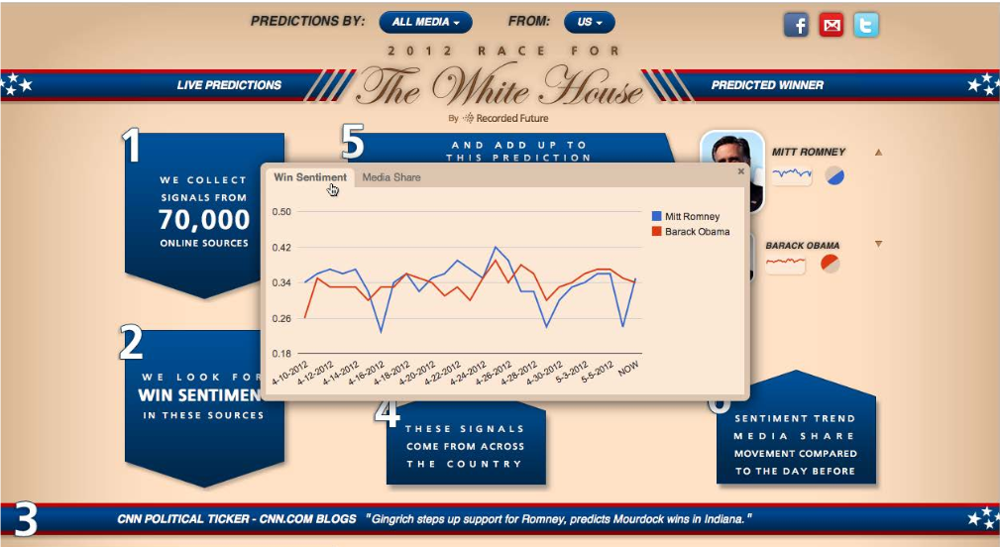 PREDICTIONS BY: ALL MEDIA FROM: US
2012 RACE FOR
The White House
By Recorded Future
LIVE PREDICTIONS
PREDICTED WINNER
1
WE COLLECT
SIGNALS FROM
70,000
ONLINE SOURCES
5
AND ADD UP TO
THIS PREDICTION
MITT ROMNEY
BARACK OBAMA
Win Sentiment Media Share ×
0.50
0.42
0.34
0.26
0.18
Mitt Romney
Barack Obama
4-10-2012 4-12-2012 4-14-2012 4-16-2012 4-18-2012 4-20-2012 4-22-2012 4-24-2012 4-26-2012 4-28-2012 4-30-2012 5-3-2012 5-5-2012 NOW
2
WE LOOK FOR
WIN SENTIMEN
IN THESE SOURCES
4
THESE SIGNALS
COME FROM ACROSS
THE COUNTRY
SENTIMENT TREND
MEDIA SHARE
MOVEMENT COMPARED
TO THE DAY BEFORE
3
CNN POLITICAL TICKER - CNN.COM BLOGS "Gingrich steps up support for Romney, predicts Mourdock wins in Indiana."